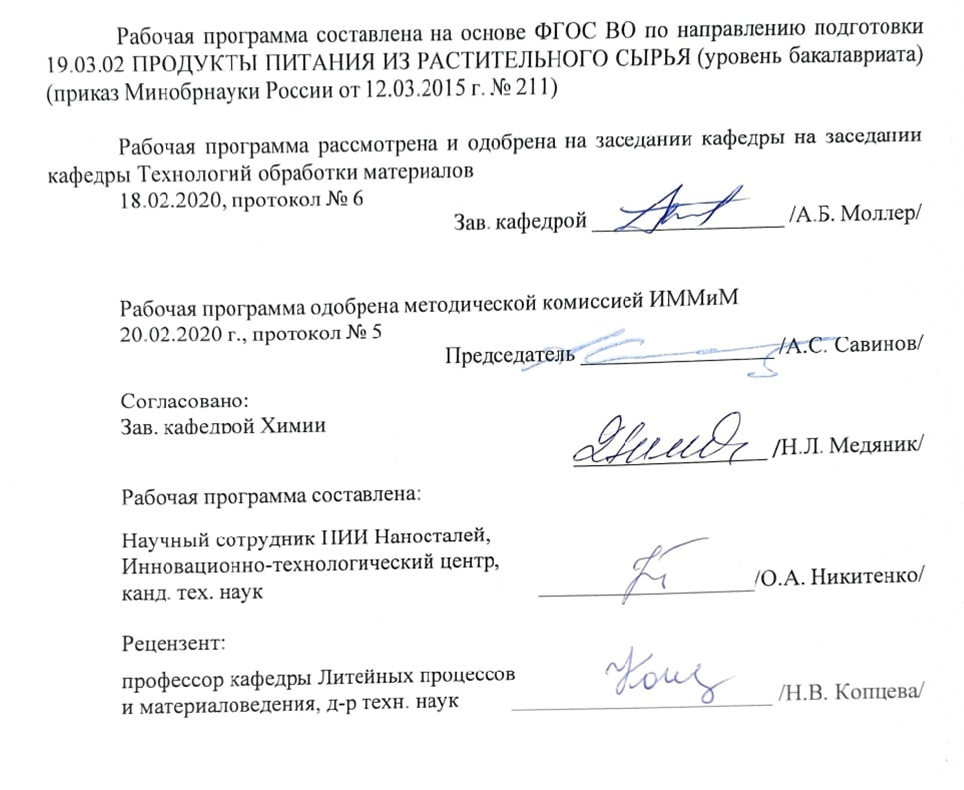 Рабочая программа составлена на основе ФГОС ВО по направлению подготовки
19.03.02 ПРОДУКТЫ ПИТАНИЯ ИЗ РАСТИТЕЛЬНОГО СЫРЬЯ (уровень бакалавриата)
(приказ Минобрнауки России от 12.03.2015 г. № 211)
Рабочая программа рассмотрена и одобрена на заседании кафедры на заседании
кафедры Технологий обработки материалов
18.02.2020, протокол № 6
Зав. кафедрой /А.Б. Моллер/
Рабочая программа одобрена методической комиссией ИММиМ
20.02.2020 г., протокол № 5
Председатель /А.С. Савинов/
Согласовано:
Зав. кафедрой Химии
/Н.Л. Медяник/
Рабочая программа составлена:
Научный сотрудник НИИ Наносталей,
Инновационно-технологический центр,
канд. тех. наук
/О.А. Никитенко/
Рецензент:
профессор кафедры Литейных процессов
и материаловедения, д-р техн. наук /Н.В. Копцева/